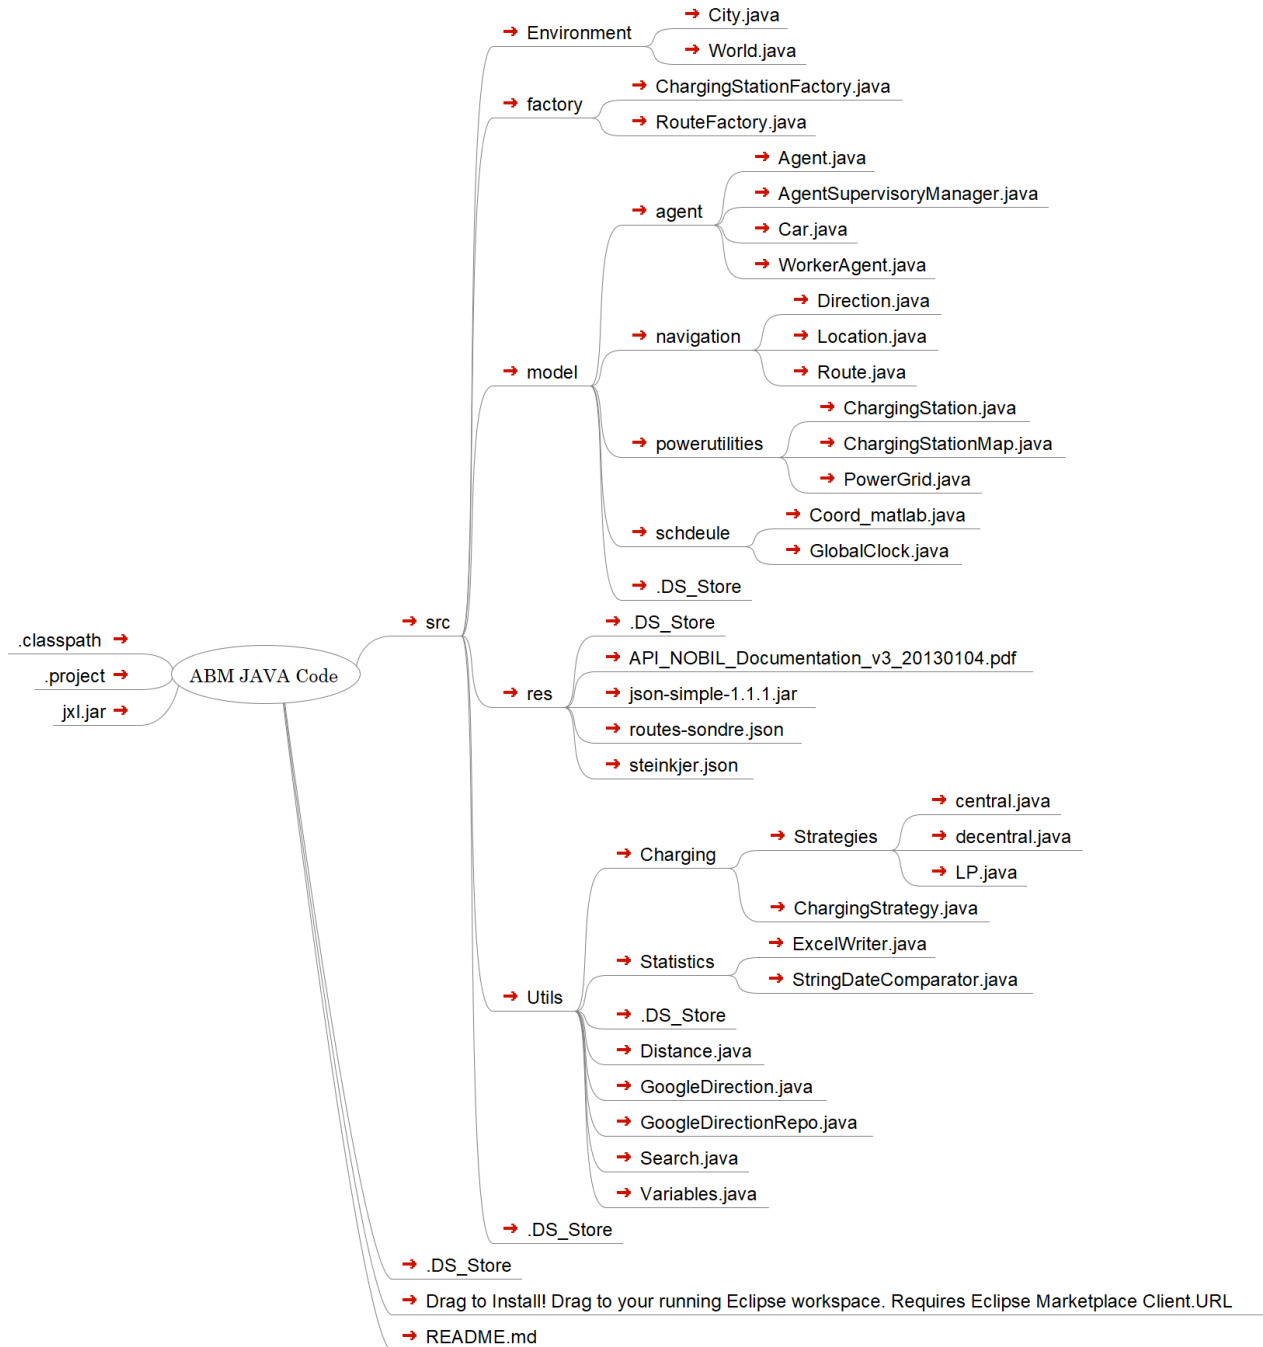 City.java
Environment
World.java
ChargingStationFactory.java
factory
RouteFactory.java
Agent.java
AgentSupervisoryManager.java
agent
Car.java
WorkerAgent.java
Direction.java
navigation
Location.java
Route.java
model
ChargingStation.java
powerutilities
ChargingStationMap.java
PowerGrid.java
Coord_matlab.java
schdeule
GlobalClock.java
.DS_Store
src
.DS_Store
.classpath
API_NOBIL_Documentation_v3_20130104.pdf
.project
ABM JAVA Code
res
json-simple-1.1.1.jar
jxl.jar
routes-sondre.json
steinkjer.json
central.java
Strategies
decentral.java
Charging
LP.java
ChargingStrategy.java
ExcelWriter.java
Statistics
StringDateComparator.java
Utils
.DS_Store
Distance.java
GoogleDirection.java
GoogleDirectionRepo.java
Search.java
Variables.java
.DS_Store
.DS_Store
Drag to Install! Drag to your running Eclipse workspace. Requires Eclipse Marketplace Client.URL
README.md